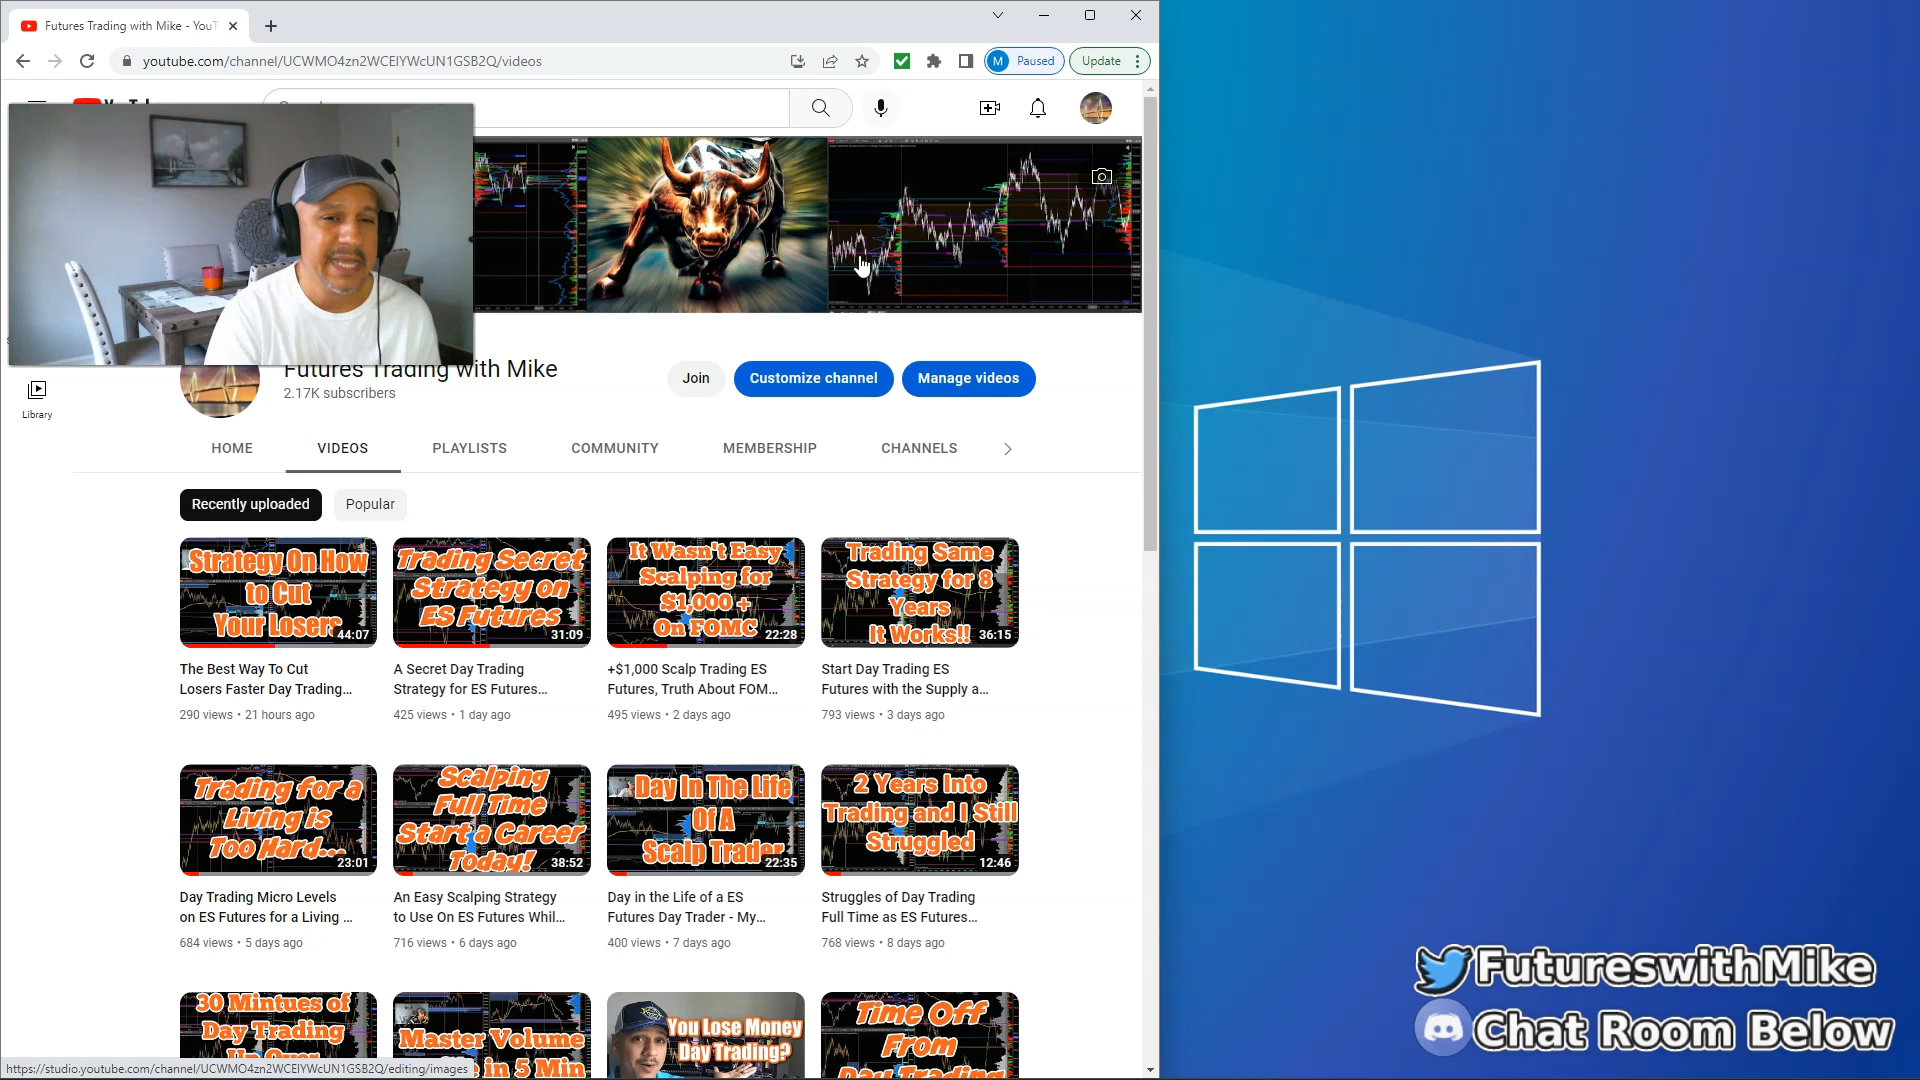 Futures Trading with Mike - YouT
youtube.com/channel/UCWMO4zn2WCEIYWcUN1GSB2Q/videos
M
Paused
Update
Futures Trading with Mike
2.17K subscribers
Join
Customize channel
Manage videos
Library
HOME
VIDEOS
PLAYLISTS
COMMUNITY
MEMBERSHIP
CHANNELS
Recently uploaded
Popular
Strategy On How
to Cut
Your Losers
44:07
Trading Secret
Strategy on
ES Futures
31:09
It Wasn't Easy
Scalping for
$1,000 +
On FOMC
22:28
Trading Same
Strategy for 8
Years
It Works!!
36:15
The Best Way To Cut
Losers Faster Day Trading...
290 views • 21 hours ago
A Secret Day Trading
Strategy for ES Futures...
425 views • 1 day ago
+$1,000 Scalp Trading ES
Futures, Truth About FOM...
495 views • 2 days ago
Start Day Trading ES
Futures with the Supply a...
793 views • 3 days ago
Trading for a
Living is
Too Hard...
23:01
Scalping
Full Time
Start a Career
Today!
38:52
Day In The Life
Of A
Scalp Trader
22:35
2 Years Into
Trading and I Still
Struggled
12:46
Day Trading Micro Levels
on ES Futures for a Living ...
684 views • 5 days ago
An Easy Scalping Strategy
to Use On ES Futures Whil...
716 views • 6 days ago
Day in the Life of a ES
Futures Day Trader - My...
400 views • 7 days ago
Struggles of Day Trading
Full Time as ES Futures...
768 views • 8 days ago
30 Mintues of
Day Trading
Up Over
Master Volume
in 5 Min
You Lose Money
Day Trading?
Time Off
From
Day Trading
https://studio.youtube.com/channel/UCWMO4zn2WCEIYWcUN1GSB2Q/editing/images
FutureswithMike
Chat Room Below